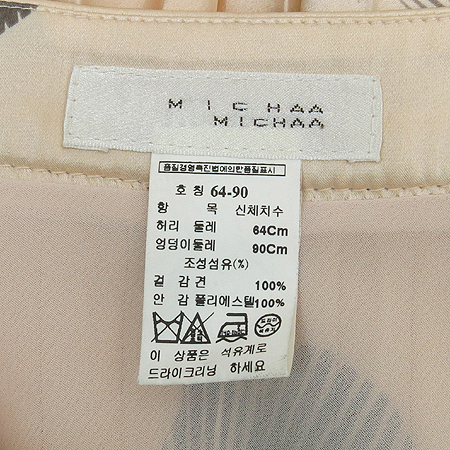 MICHAA
MICHAA
품질경영촉진법에의한품질표시
호 칭 64-90
항 목 신체치수
허리 둘레 64Cm
엉덩이둘레 90Cm
조성섬유(%)
겉 감 견 100%
안 감 폴리에스텔 100%
이 상품은 석유계로
드라이크리닝 하세요